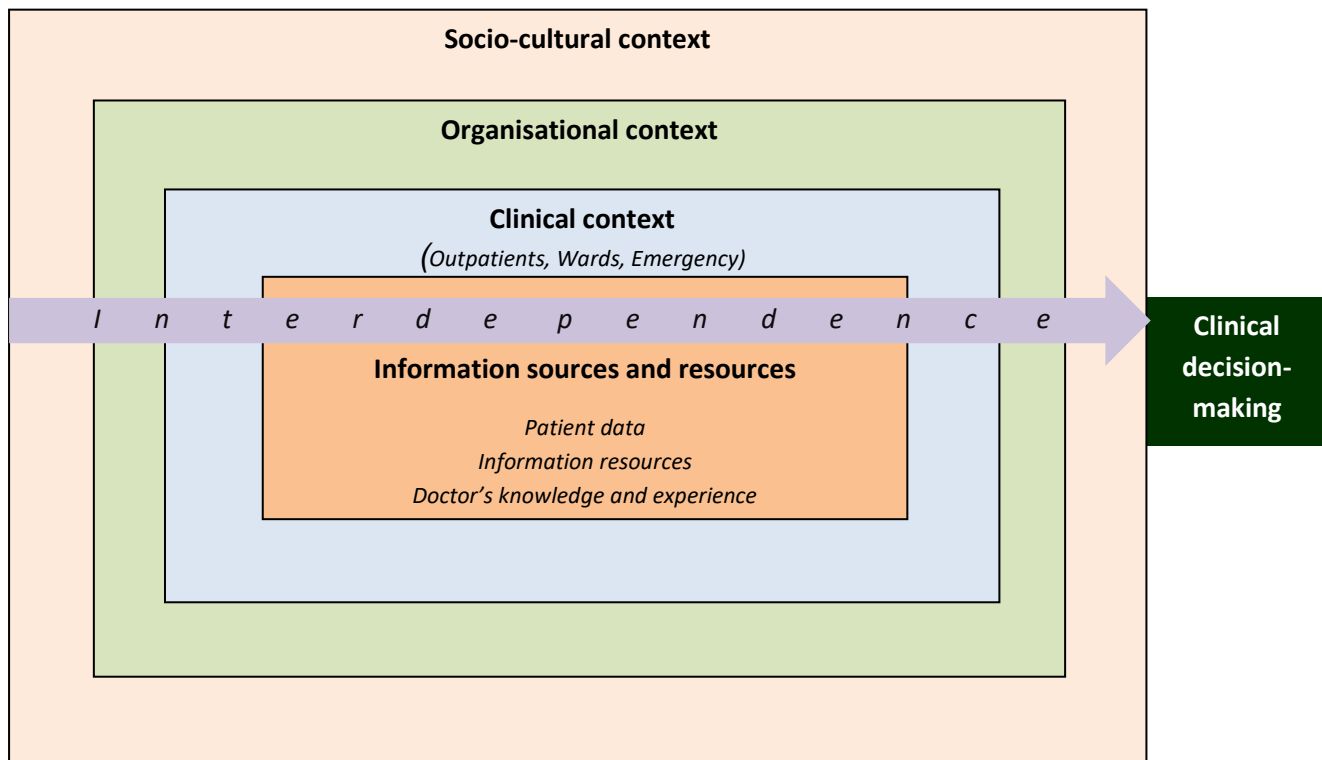 Socio-cultural context
Organisational context
Clinical context
(Outpatients, Wards, Emergency)
I n t e r d e p e n d e n c e
Information sources and resources
Patient data
Information resources
Doctor’s knowledge and experience
Clinical
decision-
making